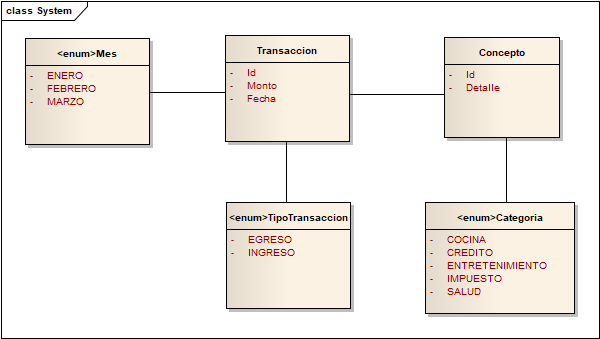 class System
<enum>Mes
- ENERO
- FEBRERO
- MARZO
Transaccion
- Id
- Monto
- Fecha
Concepto
- Id
- Detalle
<enum>TipoTransaccion
- EGRESO
- INGRESO
<enum>Categoria
- COCINA
- CREDITO
- ENTRETENIMIENTO
- IMPUESTO
- SALUD